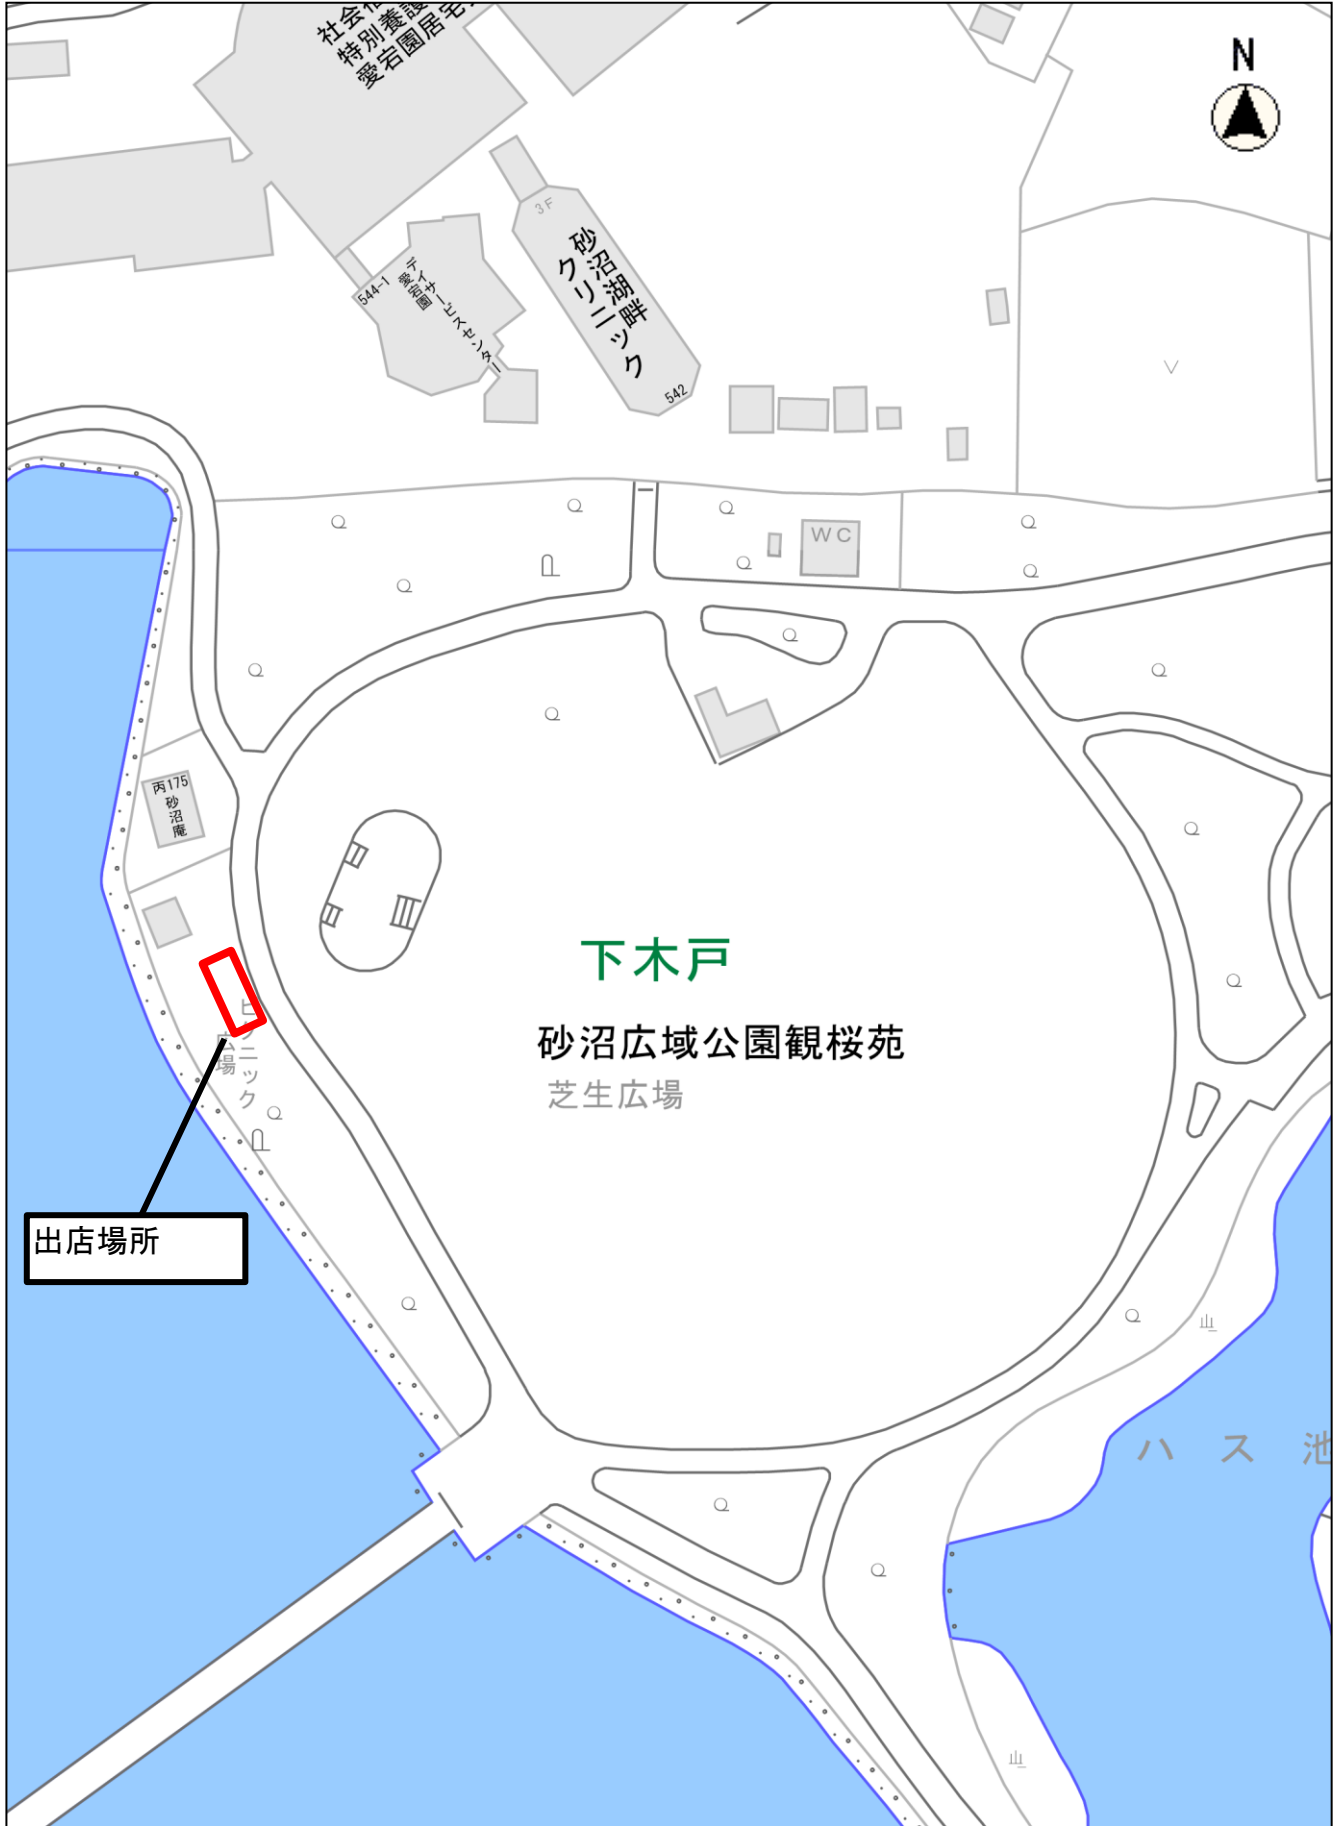 社会福
特別養護
愛宕園居宅
N
3F
砂沼湖畔
クリニック
542
544-1
愛宕園
デイサービスセンター
WC
丙175
砂沼庵
下木戸
砂沼広域公園観桜苑
芝生広場
ピクニック
広場
出店場所
ハス池